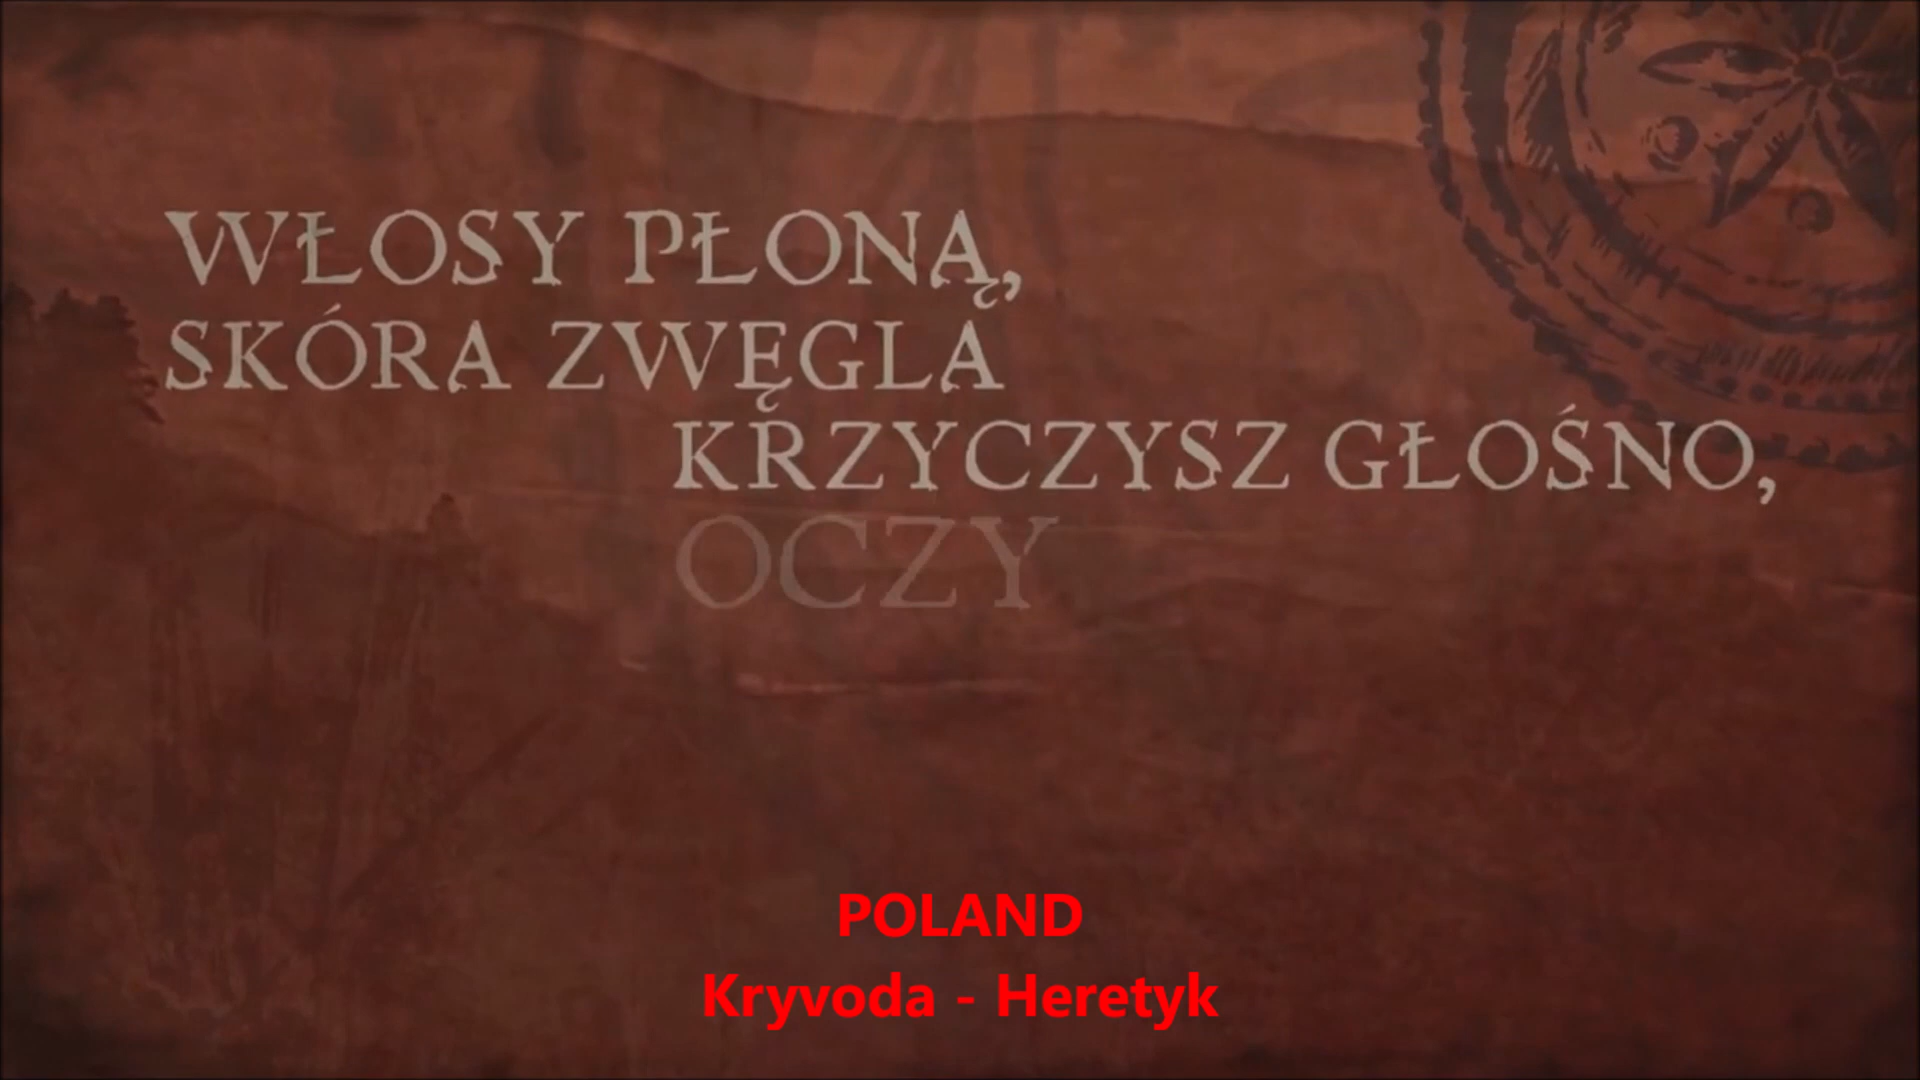 WŁOSY PŁONĄ,
SKÓRA ZWĘGLA
KRZYCZYSZ GŁOŚNO,
OCZY
POLAND
Kryvoda - Heretyk